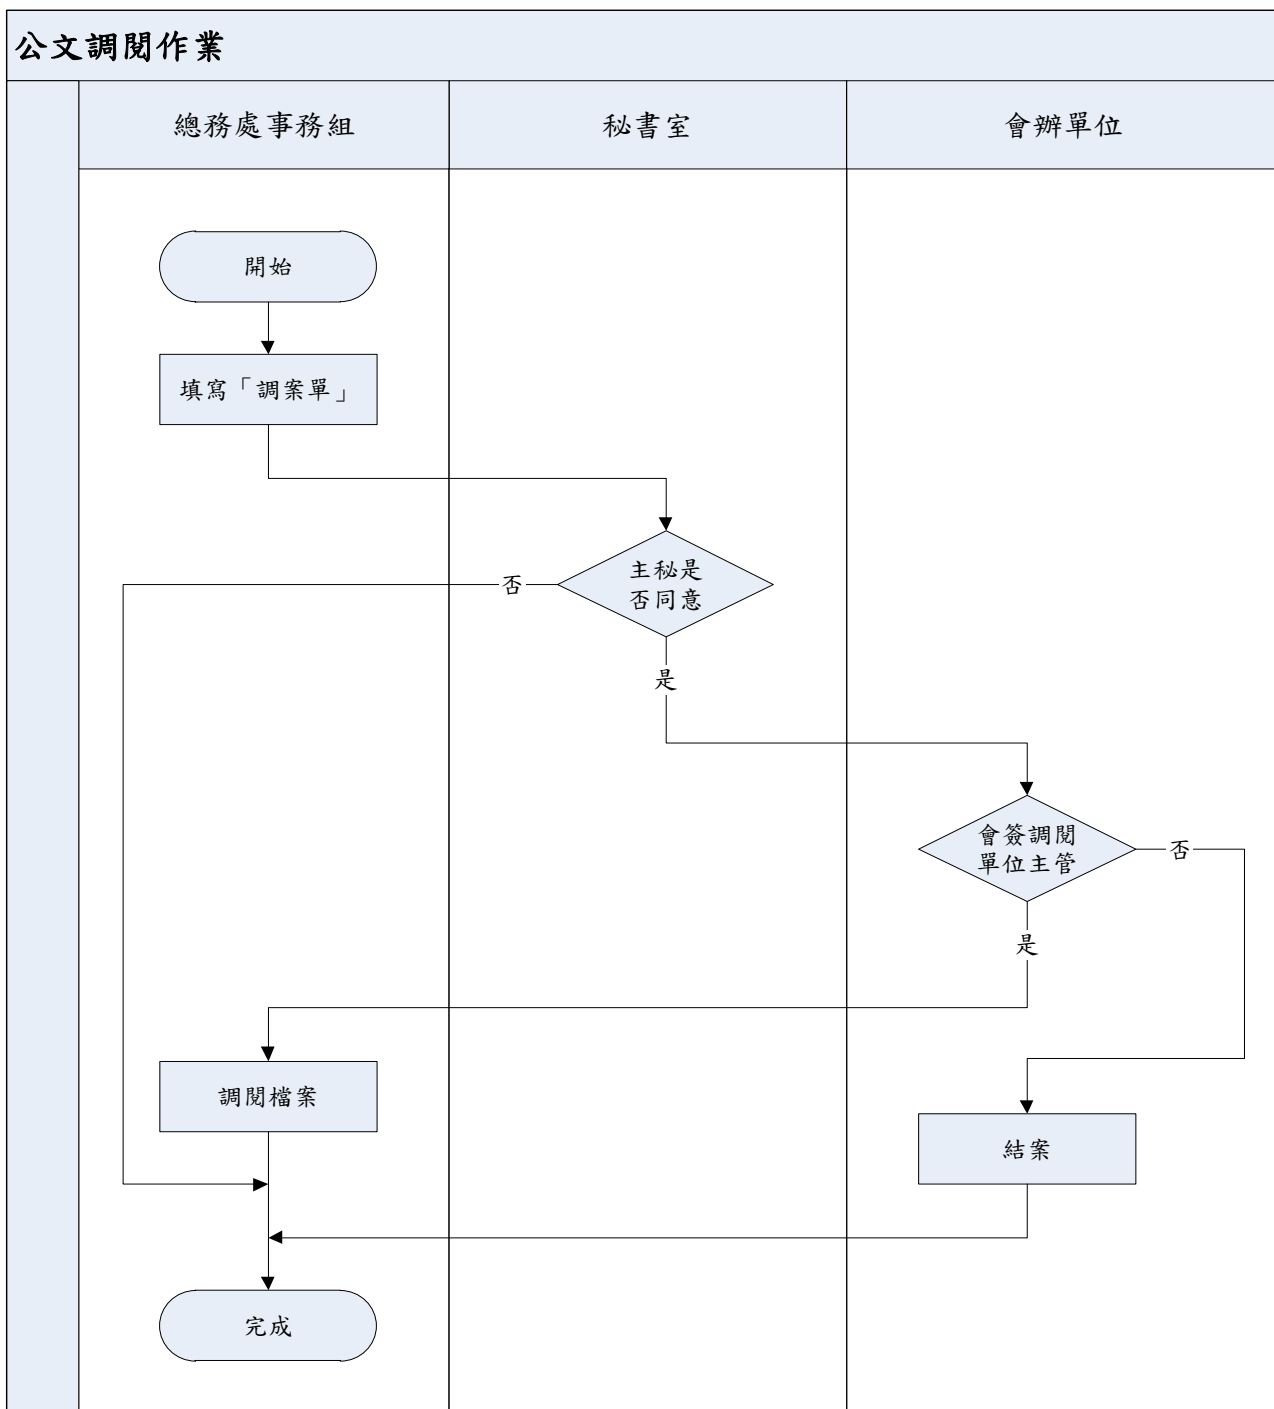 公文調閱作業
總務處事務組
秘書室
會辦單位
開始
填寫「調案單」
主秘是
否同意
否
是
會簽調閱
單位主管
否
是
調閱檔案
結案
完成